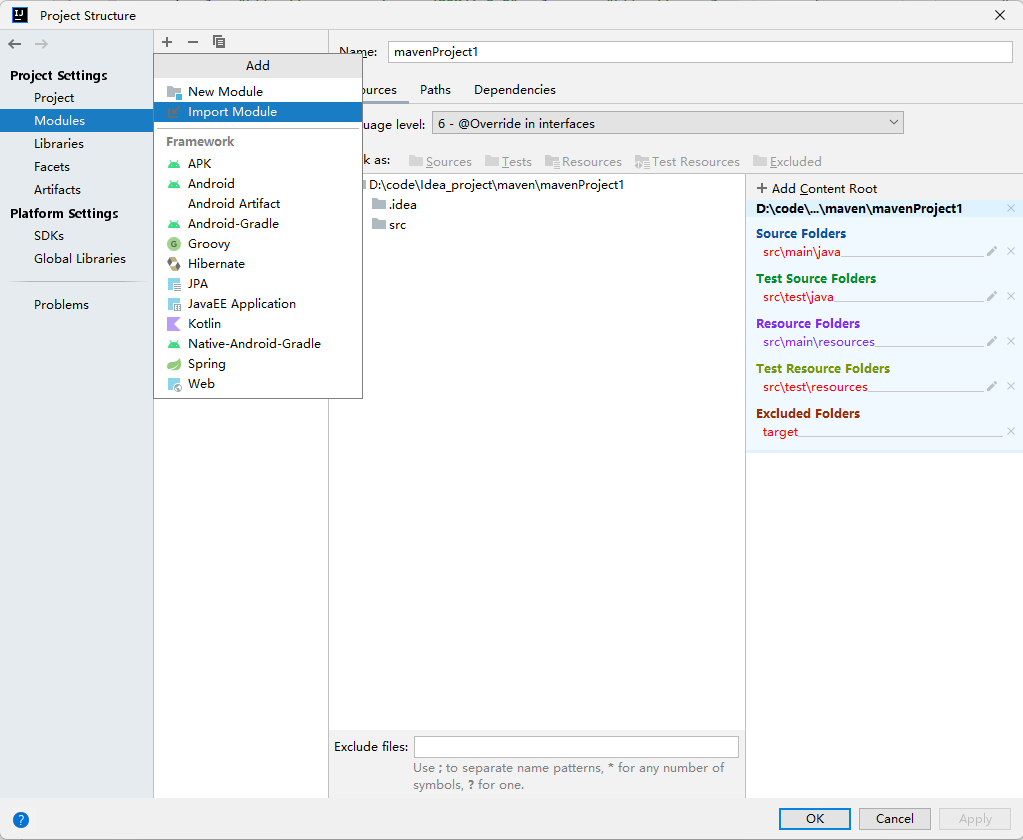 Project Structure
Project Settings
Project
Modules
Libraries
Facets
Artifacts
Platform Settings
SDKs
Global Libraries
Problems
Add
New Module
Import Module
Framework
APK
Android
Android Artifact
Android-Gradle
Groovy
Hibernate
JPA
JavaEE Application
Kotlin
Native-Android-Gradle
Spring
Web
Name: mavenProject1
ources Paths Dependencies
uage level: 6 - @Override in interfaces
k as: Sources Tests Resources Test Resources Excluded
D:\code\Idea_project\maven\mavenProject1
.idea
src
Exclude files:
Use ; to separate name patterns, * for any number of
symbols, ? for one.
+ Add Content Root
D:\code\...\maven\mavenProject1
Source Folders
src\main\java
Test Source Folders
src\test\java
Resource Folders
src\main\resources
Test Resource Folders
src\test\resources
Excluded Folders
target
? OK Cancel Apply